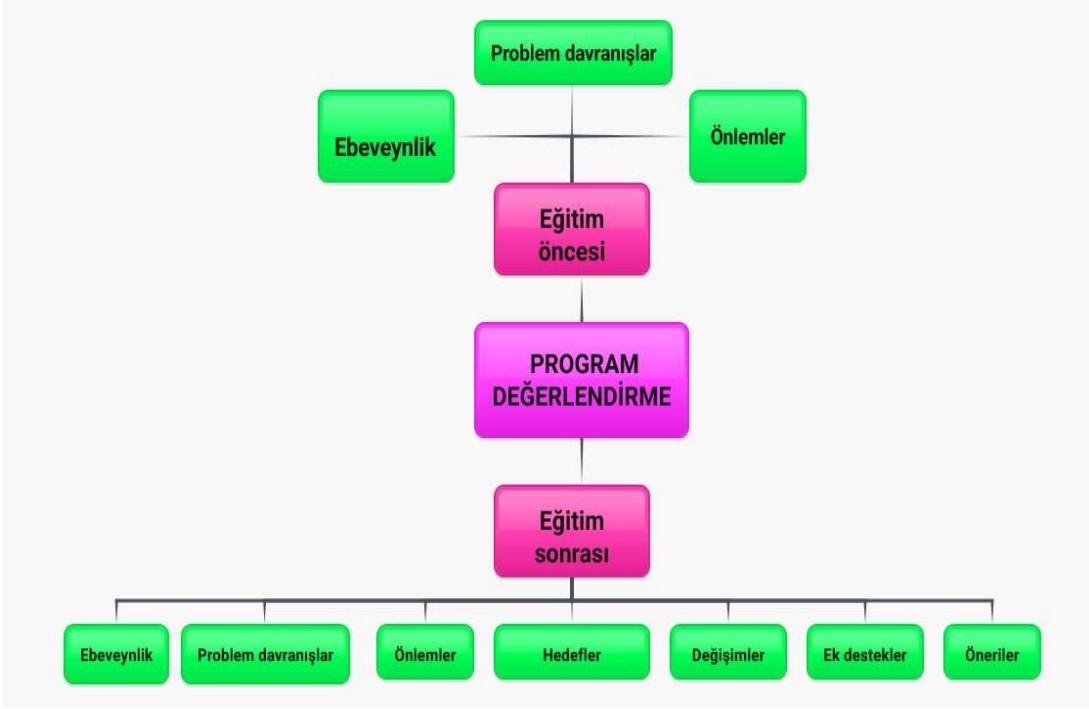 Problem davranışlar
Ebeveynlik
Önlemler
Eğitim
öncesi
PROGRAM
DEĞERLENDİRME
Eğitim
sonrası
Ebeveynlik
Problem davranışlar
Önlemler
Hedefler
Değişimler
Ek destekler
Öneriler